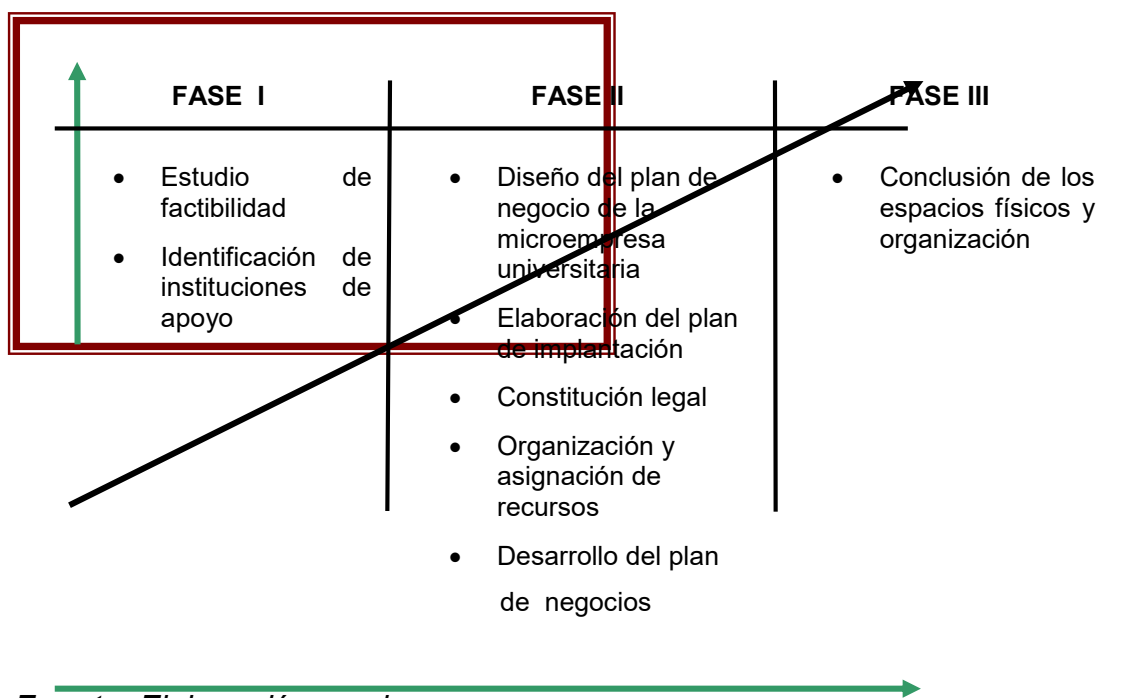 FASE I
FASE II
FASE III
• Estudio de
factibilidad
• Identificación de
instituciones de
apoyo
• Diseño del plan de
negocio de la
microempresa
universitaria
• Elaboración del plan
de implantación
• Constitución legal
• Organización y
asignación de
recursos
• Desarrollo del plan
de negocios
• Conclusión de los
espacios físicos y
organización